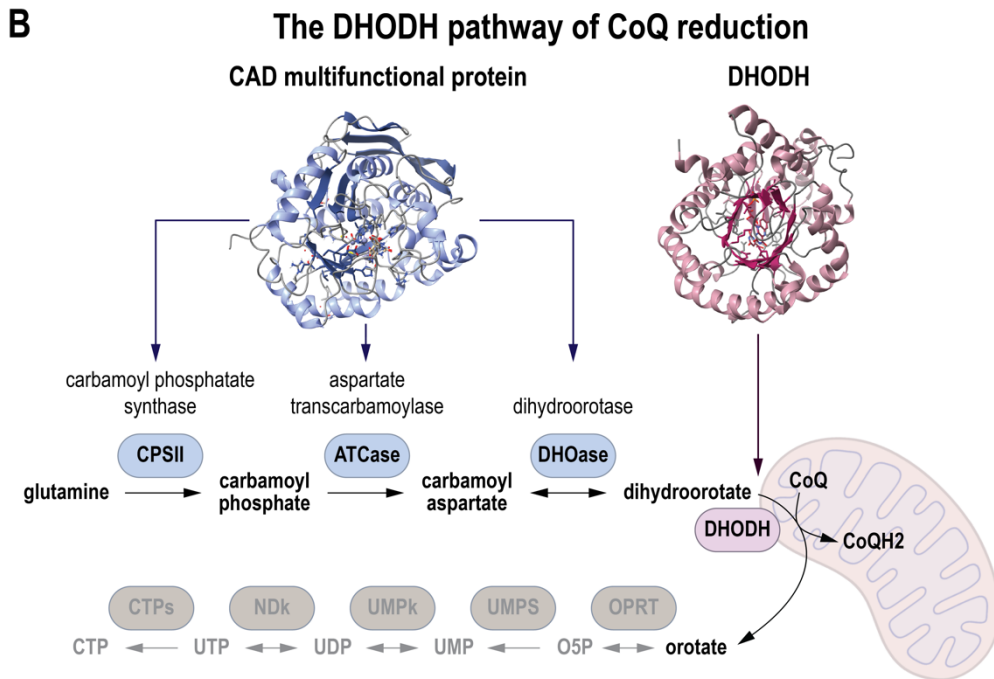 B
The DHODH pathway of CoQ reduction
CAD multifunctional protein
DHODH
carbamoyl phosphatate
synthase
aspartate
transcarbamoylase
dihydroorotase
CPSII
ATCase
DHOase
glutamine
carbamoyl
phosphate
carbamoyl
aspartate
dihydroorotate
CoQ
DHODH
CoQH2
CTPs
NDk
UMPk
UMPS
OPRT
CTP
UTP
UDP
UMP
O5P
orotate